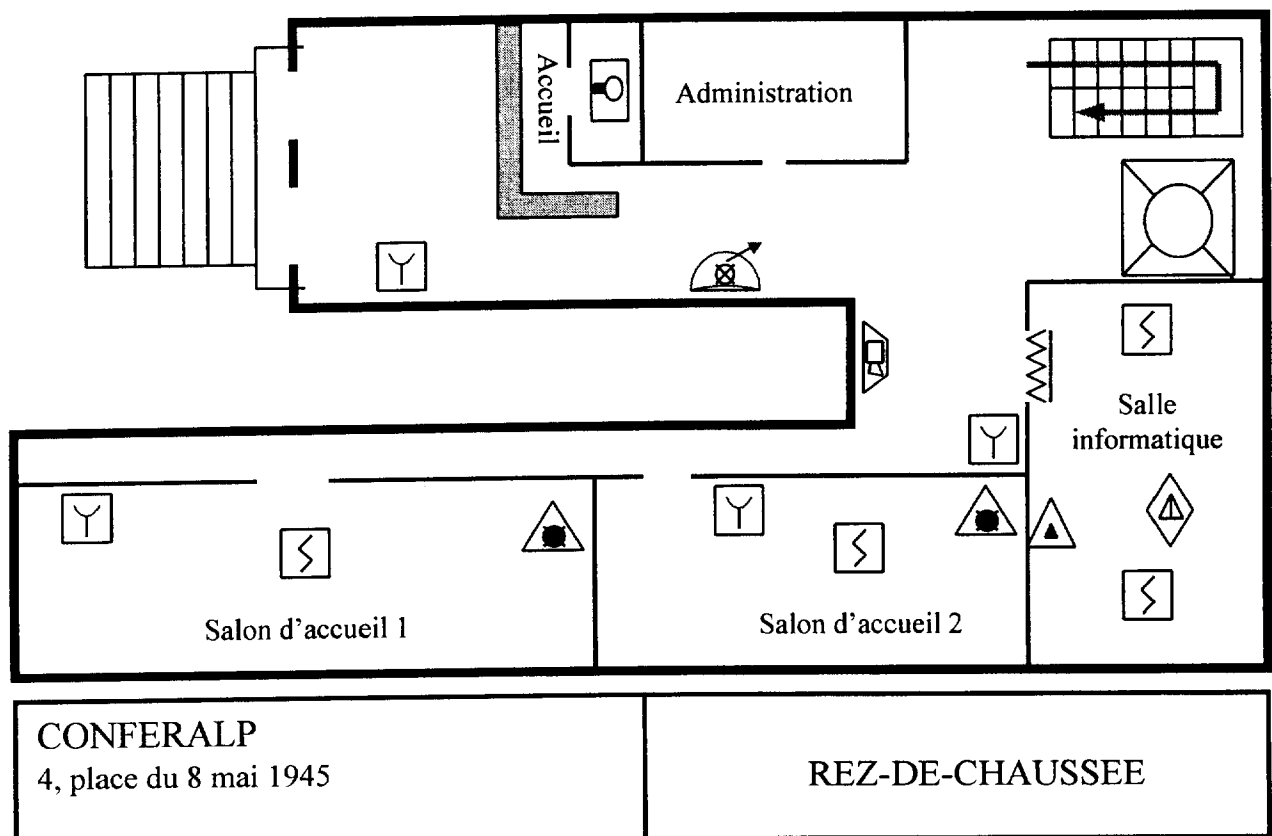 Accueil
Administration
Salle
informatique
Salon d'accueil 1
Salon d'accueil 2
CONFERALP
4, place du 8 mai 1945
REZ-DE-CHAUSSEE